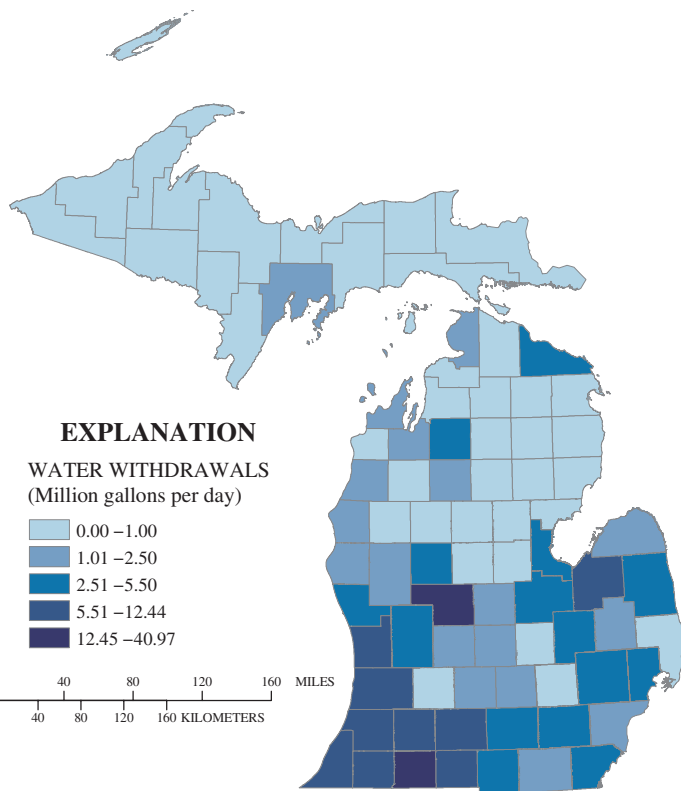 EXPLANATION
WATER WITHDRAWALS
(Million gallons per day)
0.00 –1.00
1.01 –2.50
2.51 –5.50
5.51 –12.44
12.45 –40.97
40 80 120 160 MILES
40 80 120 160 KILOMETERS